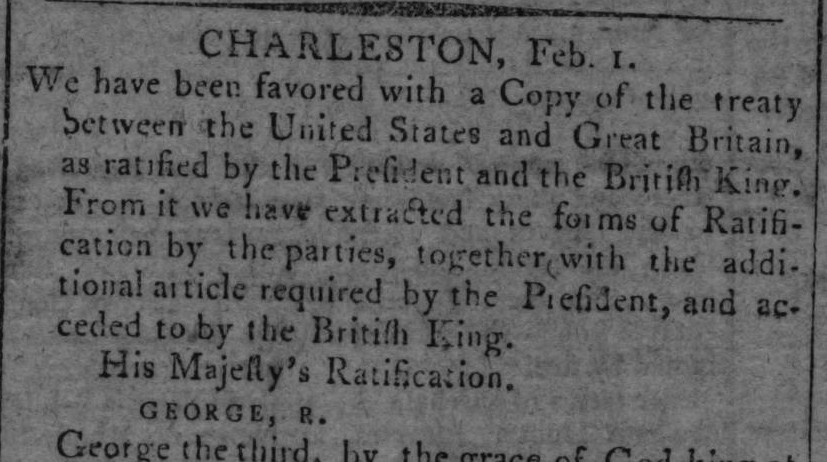 CHARLESTON, Feb. 1.
We have been favored with a Copy of the treaty
between the United States and Great Britain,
as ratified by the Preſident and the Britiſh King.
From it we have extracted the forms of Ratifi-
cation by the parties, together with the addi-
tional article required by the Preſident, and ac-
ceded to by the Britiſh King.
His Majeſty's Ratification.
GEORGE, R.
George the third, by the grace of God king of